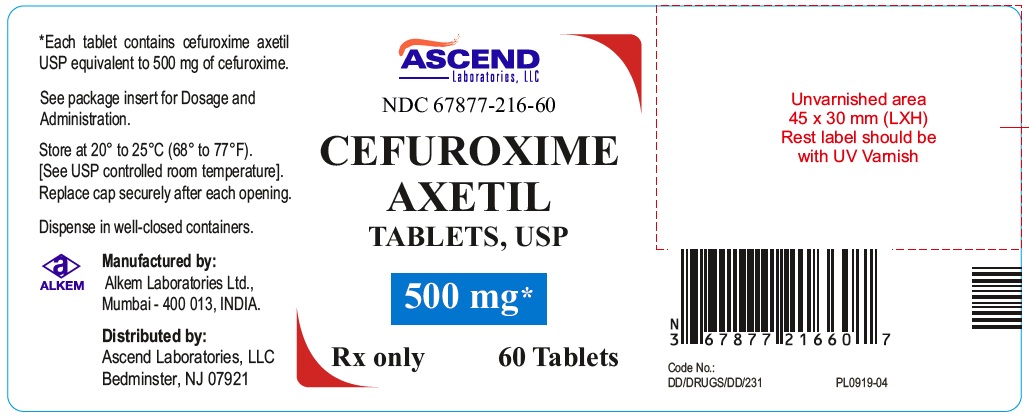 *Each tablet contains cefuroxime axetil
USP equivalent to 500 mg of cefuroxime.
See package insert for Dosage and
Administration.
Store at 20° to 25°C (68° to 77°F).
[See USP controlled room temperature].
Replace cap securely after each opening.
Dispense in well-closed containers.
ALKEM
Manufactured by:
Alkem Laboratories Ltd.,
Mumbai - 400 013, INDIA.
Distributed by:
Ascend Laboratories, LLC
Bedminster, NJ 07921
ASCEND
Laboratories, LLC
NDC 67877-216-60
CEFUROXIME
AXETIL
TABLETS, USP
500 mg*
Rx only 60 Tablets
Unvarnished area
45 x 30 mm (LXH)
Rest label should be
with UV Varnish
N
3 67877 21660 7
Code No.:
DD/DRUGS/DD/231 PL0919-04